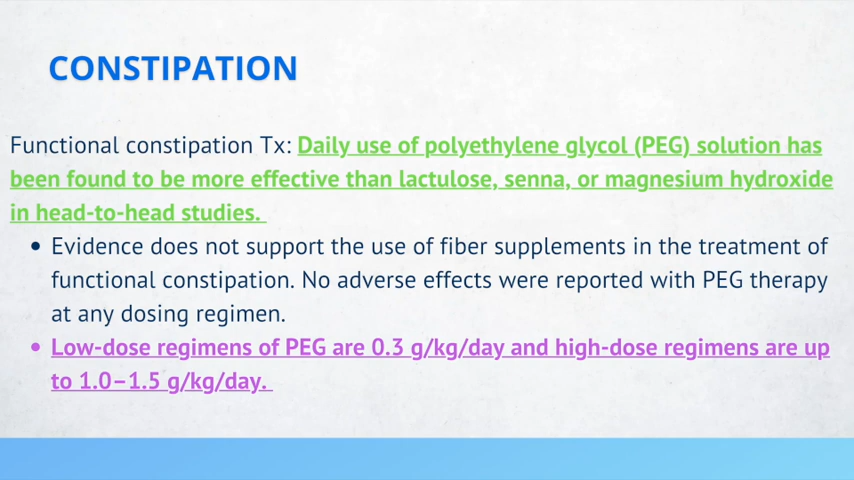 CONSTIPATION
Functional constipation Tx: Daily use of polyethylene glycol (PEG) solution has
been found to be more effective than lactulose, senna, or magnesium hydroxide
in head-to-head studies.
• Evidence does not support the use of fiber supplements in the treatment of
functional constipation. No adverse effects were reported with PEG therapy
at any dosing regimen.
• Low-dose regimens of PEG are 0.3 g/kg/day and high-dose regimens are up
to 1.0–1.5 g/kg/day.